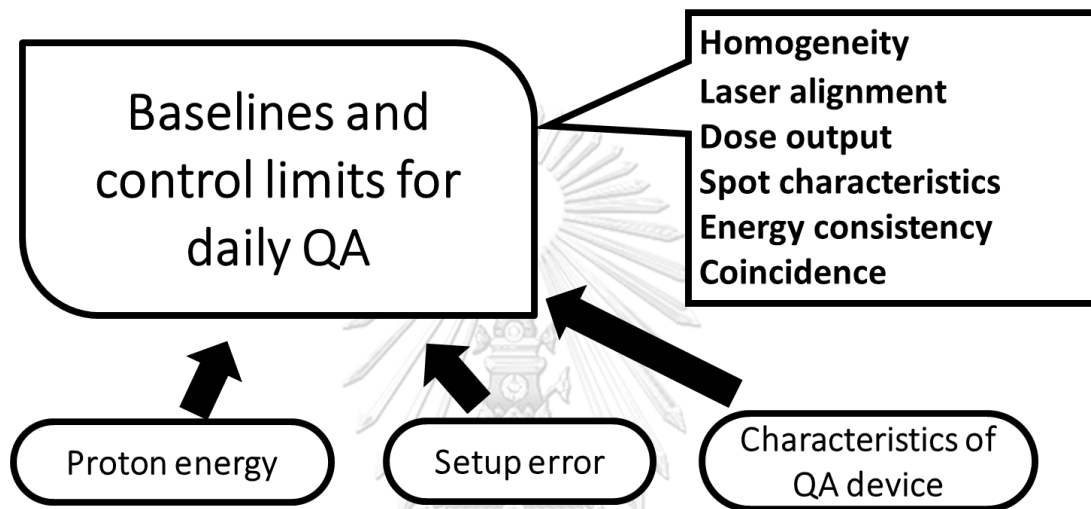 Baselines and
control limits for
daily QA
Homogeneity
Laser alignment
Dose output
Spot characteristics
Energy consistency
Coincidence
Proton energy
Setup error
Characteristics of
QA device